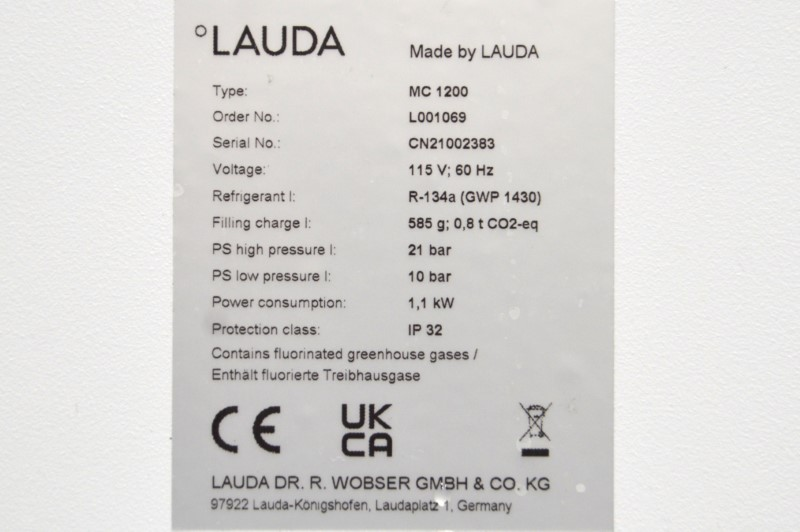 °LAUDA
Made by LAUDA
Type: MC 1200
Order No.: L001069
Serial No.: CN21002383
Voltage: 115 V; 60 Hz
Refrigerant I: R-134a (GWP 1430)
Filling charge I: 585 g; 0,8 t CO2-eq
PS high pressure I: 21 bar
PS low pressure I: 10 bar
Power consumption: 1,1 kW
Protection class: IP 32
Contains fluorinated greenhouse gases /
Enthält fluorierte Treibhausgase
CE
UK
CA
LAUDA DR. R. WOBSER GMBH & CO. KG
97922 Lauda-Königshofen, Laudaplatz 1, Germany